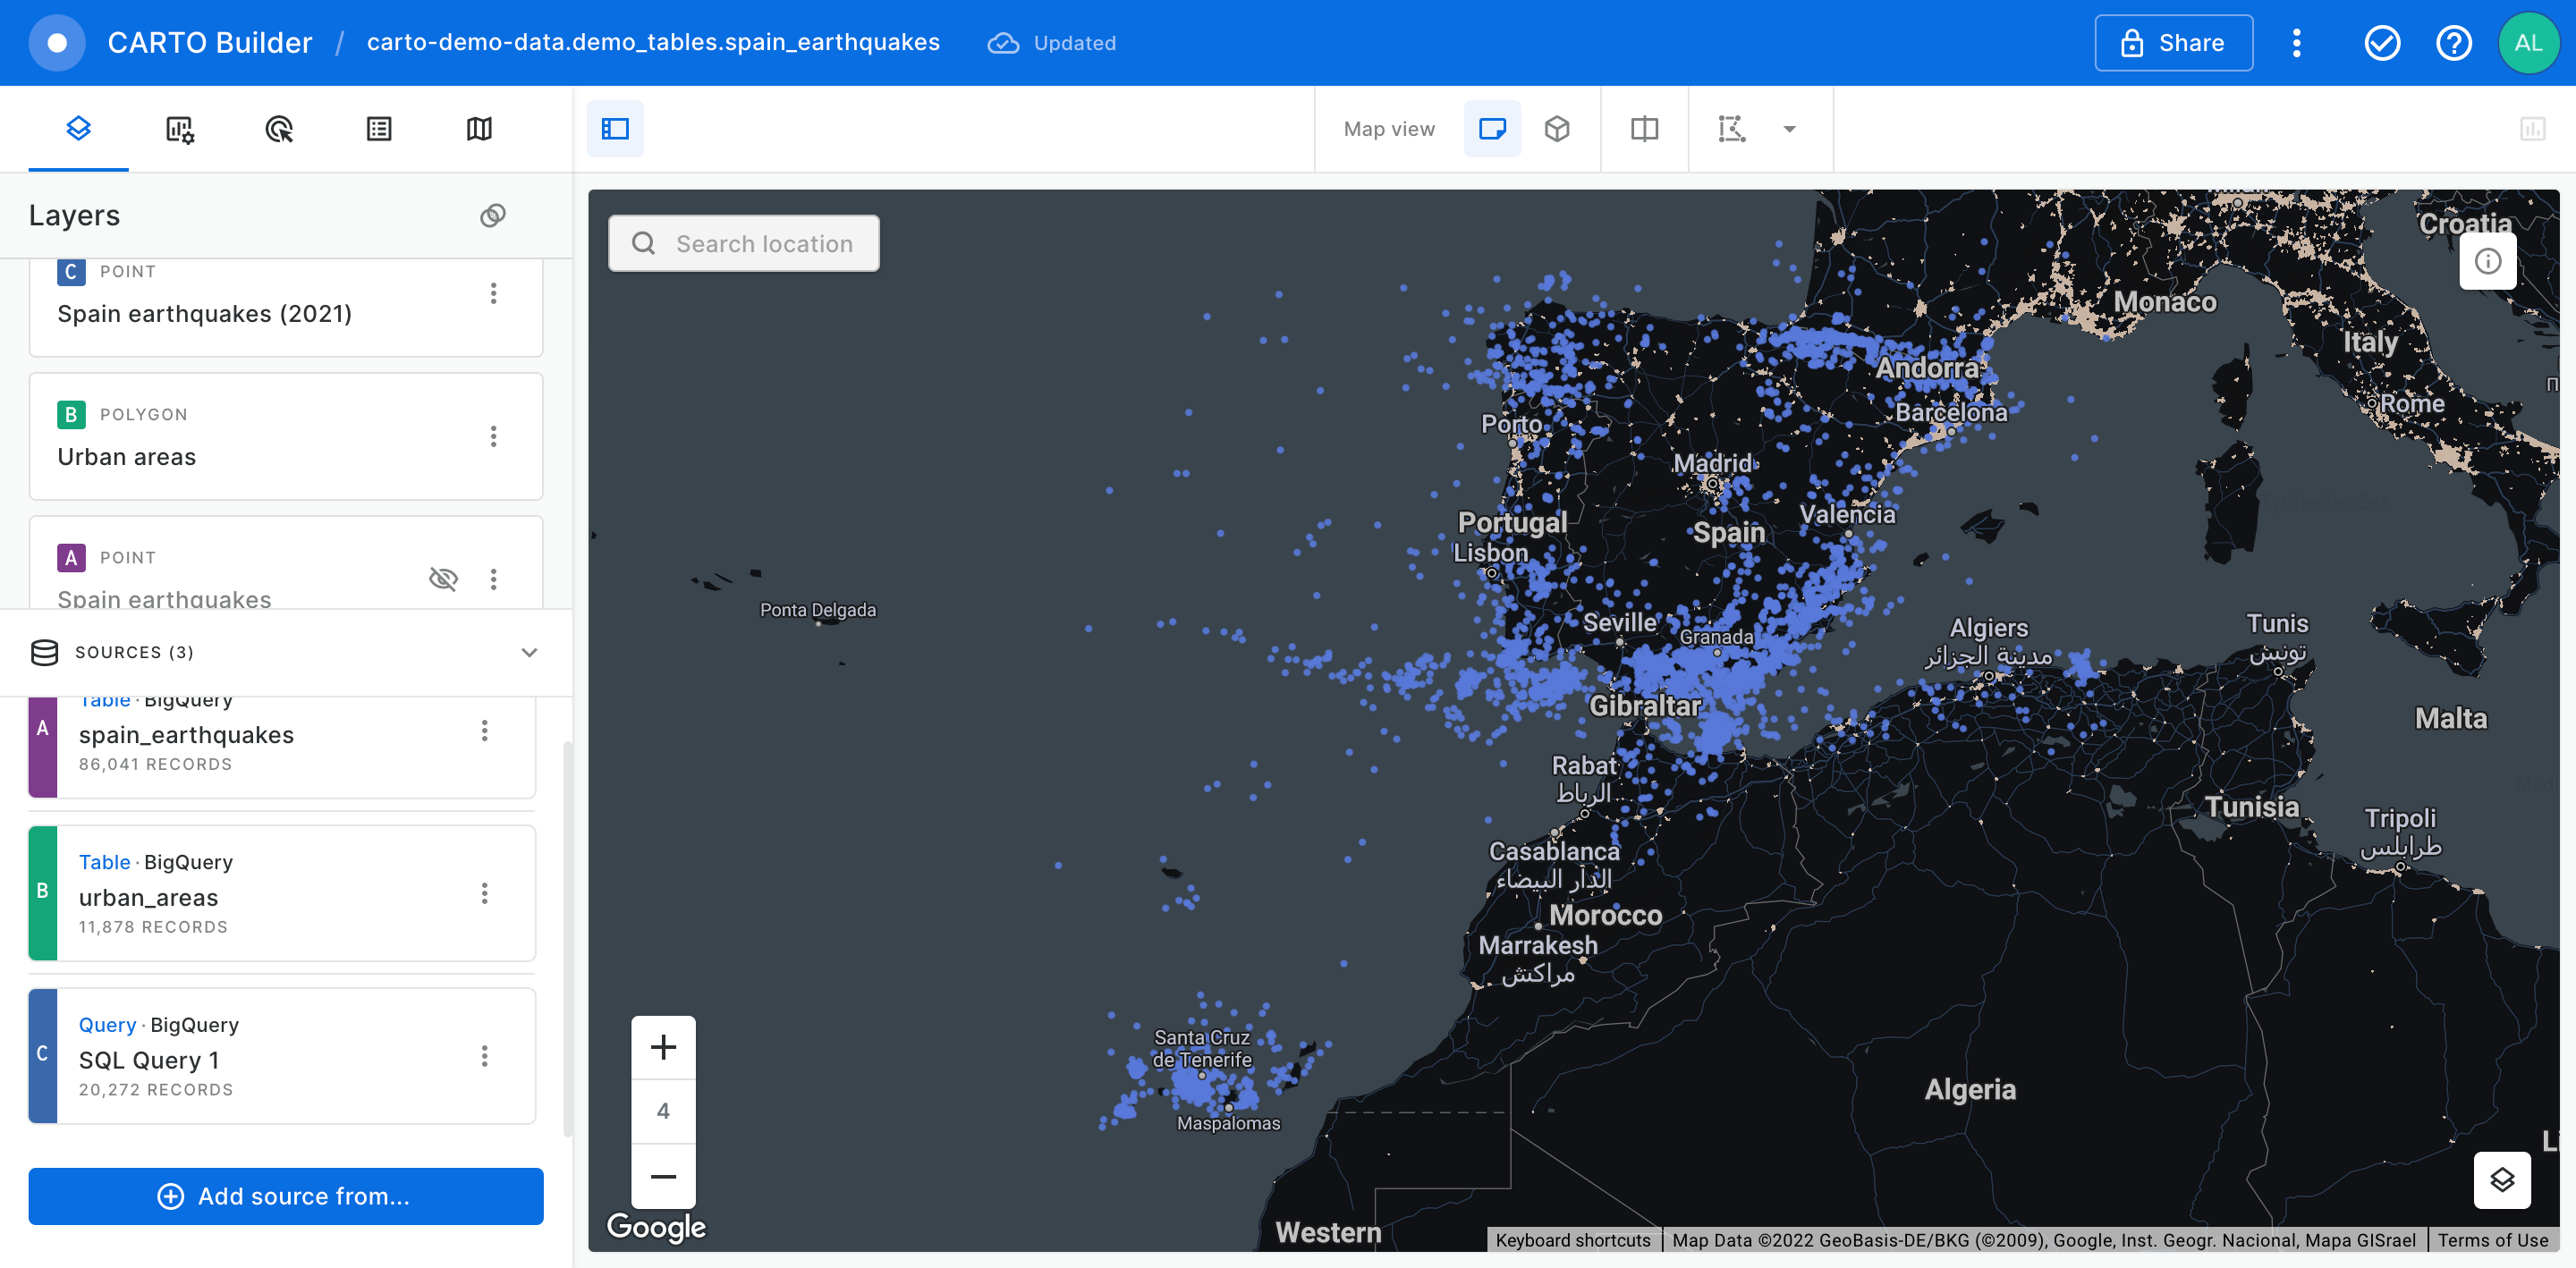 CARTO Builder / carto-demo-data.demo_tables.spain_earthquakes Updated Share AL
Map view
Layers
C POINT
Spain earthquakes (2021)
B POLYGON
Urban areas
A POINT
Spain earthquakes
SOURCES (3)
A Table · BigQuery
spain_earthquakes
86,041 RECORDS
B Table · BigQuery
urban_areas
11,878 RECORDS
C Query · BigQuery
SQL Query 1
20,272 RECORDS
Add source from...
Search location
Croatia
Monaco
Italy
Andorra
Rome
Barcelona
Porto
Madrid
Valencia
Portugal
Spain
Lisbon
Ponta Delgada
Seville
Granada
Algiers
مدينة الجزائر
Tunis
تونس
Gibraltar
Malta
Rabat
الرباط
Tunisia
Tripoli
طرابلس
Casablanca
الدار البيضاء
Morocco
Marrakesh
مراكش
Santa Cruz
de Tenerife
Maspalomas
Algeria
Western
4
Google
Keyboard shortcuts
Map Data ©2022 GeoBasis-DE/BKG (©2009), Google, Inst. Geogr. Nacional, Mapa GISrael
Terms of Use